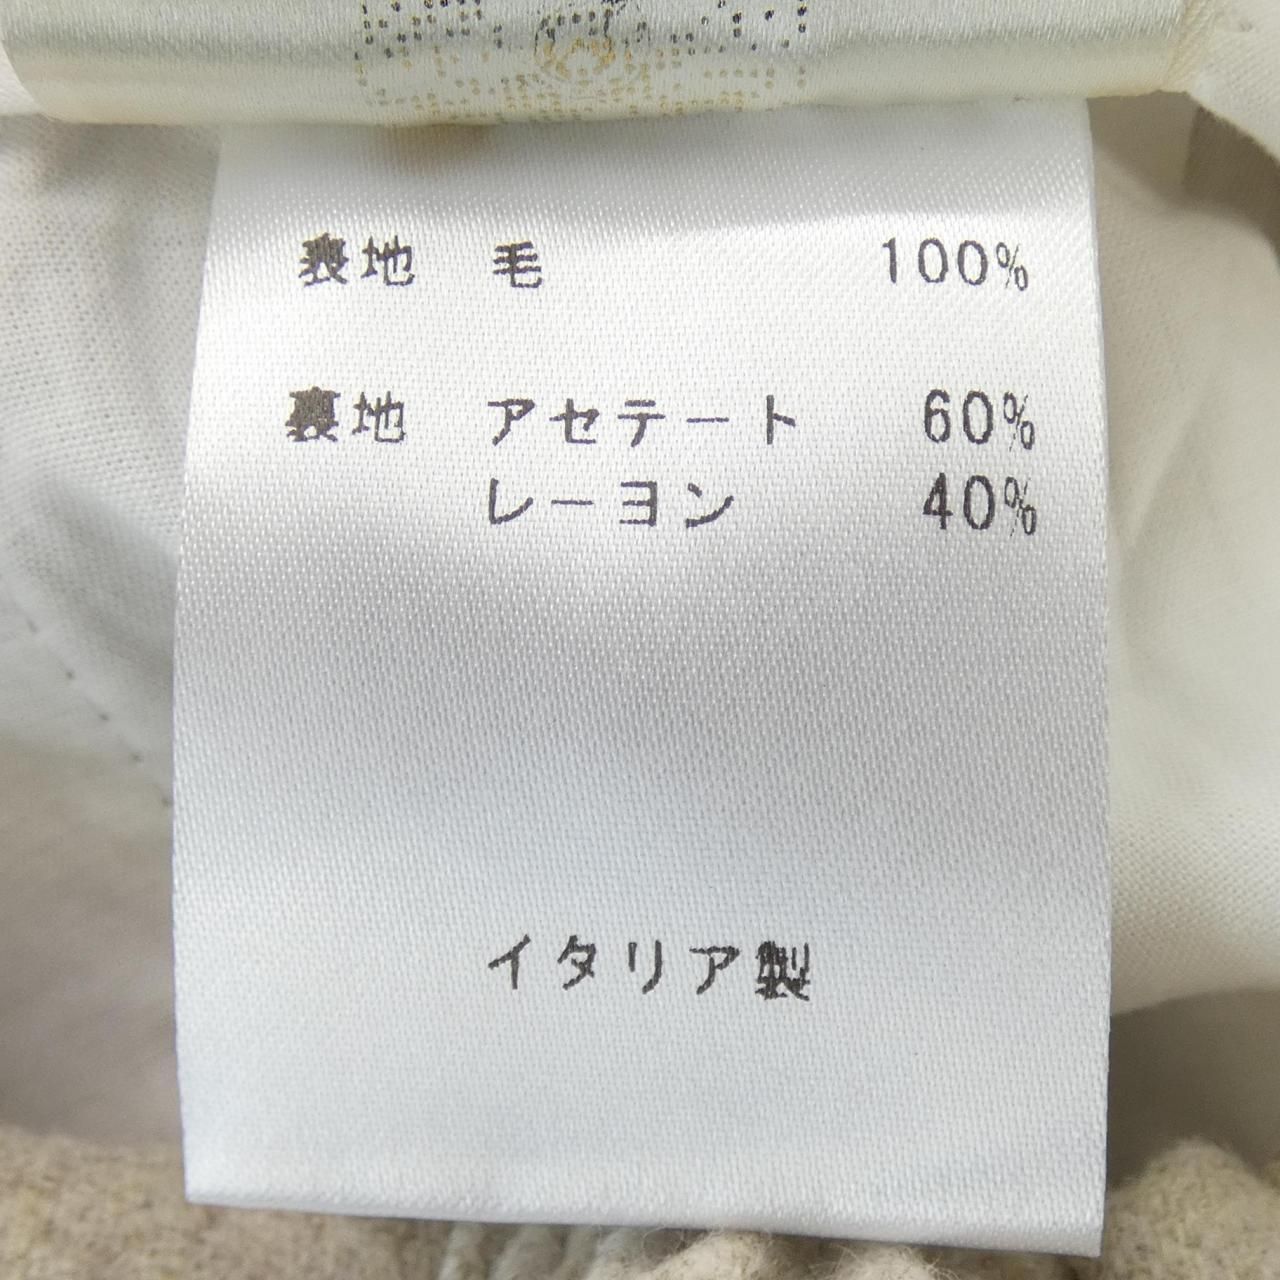 表地 毛 100%
裏地 アセテート 60%
レーヨン 40%
イタリア製